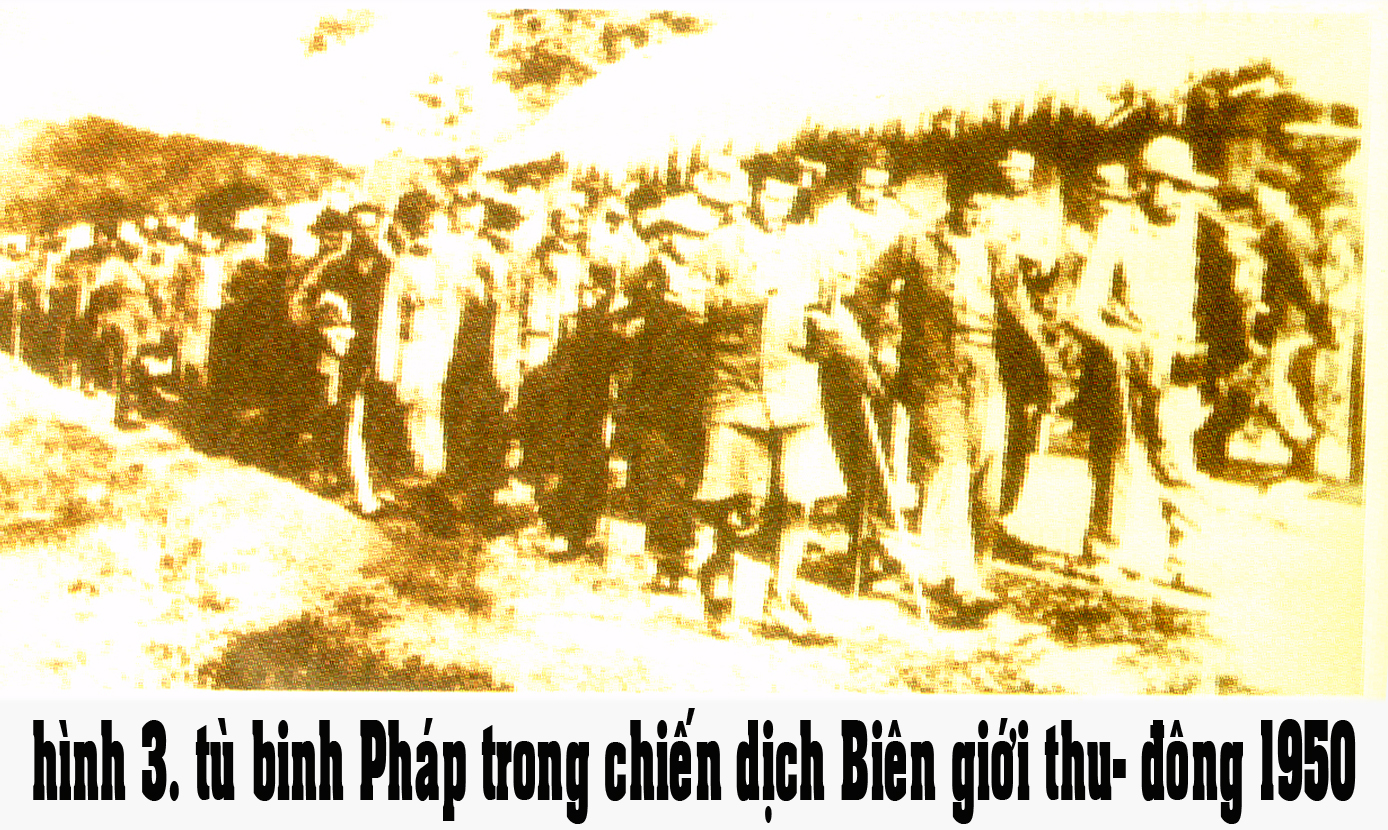 hình 3. tù binh Pháp trong chiến dịch Biên giới thu- đông 1950